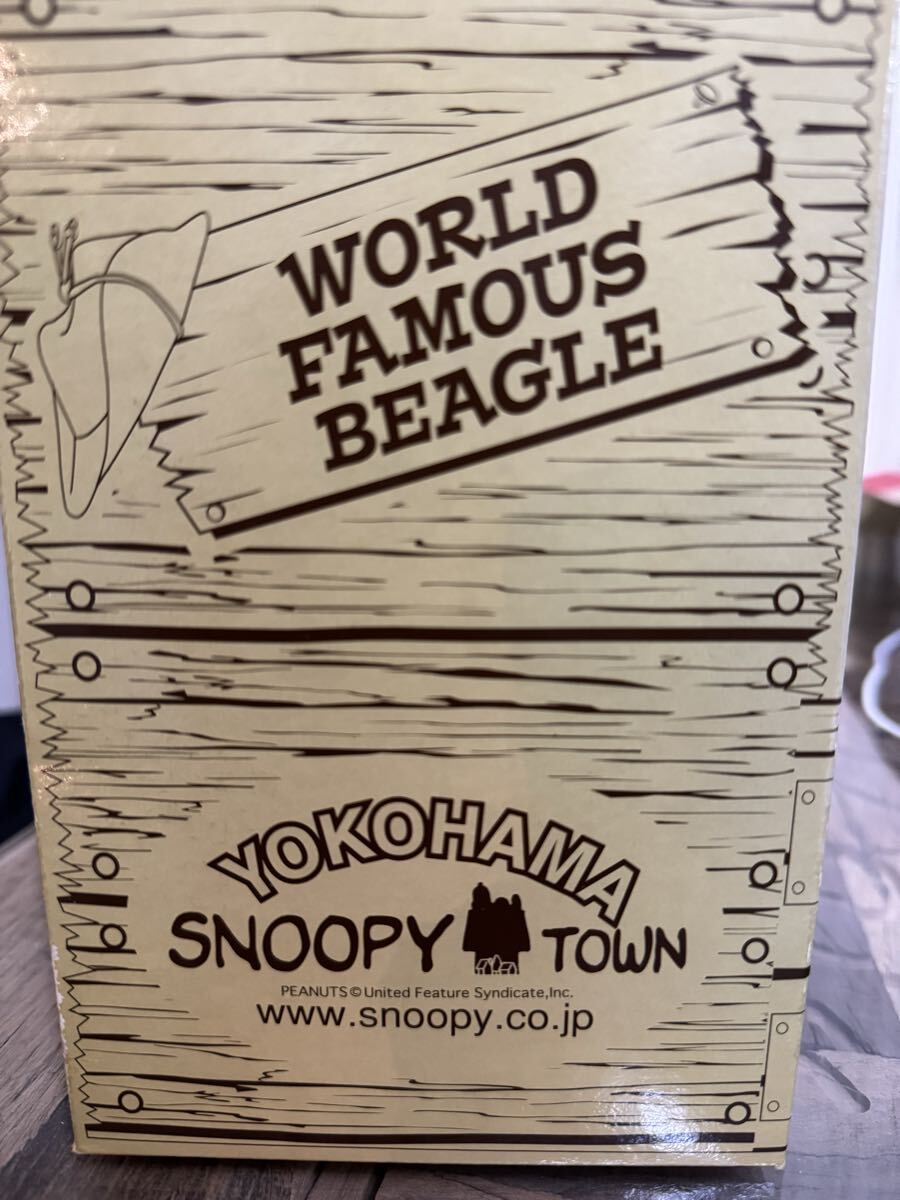 WORLD
FAMOUS
BEAGLE
YOKOHAMA
SNOOPY TOWN
PEANUTS©United Feature Syndicate,Inc.
www.snoopy.co.jp